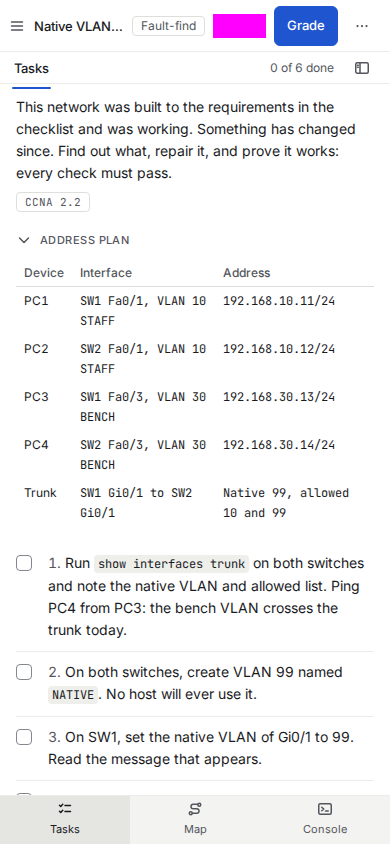 Native VLAN... Fault-find Grade
Tasks 0 of 6 done
This network was built to the requirements in the
checklist and was working. Something has changed
since. Find out what, repair it, and prove it works:
every check must pass.
CCNA 2.2
ADDRESS PLAN
Device Interface Address
PC1 SW1 Fa0/1, VLAN 10 192.168.10.11/24
STAFF
PC2 SW2 Fa0/1, VLAN 10 192.168.10.12/24
STAFF
PC3 SW1 Fa0/3, VLAN 30 192.168.30.13/24
BENCH
PC4 SW2 Fa0/3, VLAN 30 192.168.30.14/24
BENCH
Trunk SW1 Gi0/1 to SW2 Native 99, allowed
Gi0/1 10 and 99
1. Run show interfaces trunk on both switches
and note the native VLAN and allowed list. Ping
PC4 from PC3: the bench VLAN crosses the
trunk today.
2. On both switches, create VLAN 99 named
NATIVE. No host will ever use it.
3. On SW1, set the native VLAN of Gi0/1 to 99.
Read the message that appears.
Tasks Map Console